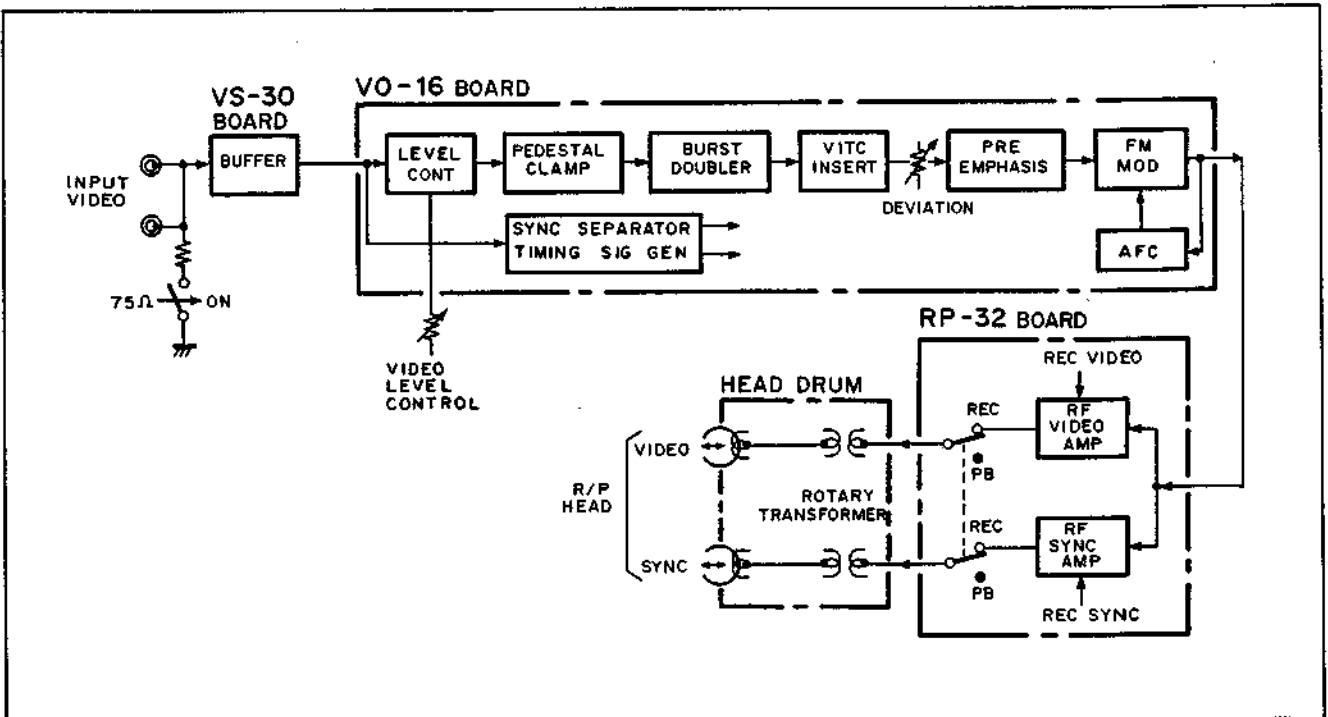 VS-30
BOARD
BUFFER
INPUT
VIDEO
75Ω
ON
VO-16 BOARD
LEVEL
CONT
PEDESTAL
CLAMP
BURST
DOUBLER
VITC
INSERT
DEVIATION
PRE
EMPHASIS
FM
MOD
SYNC SEPARATOR
TIMING SIG GEN
AFC
VIDEO
LEVEL
CONTROL
RP-32 BOARD
REC VIDEO
HEAD DRUM
REC
RF
VIDEO
AMP
VIDEO
PB
R/P
HEAD
ROTARY
TRANSFORMER
REC
RF
SYNC
AMP
SYNC
PB
REC SYNC